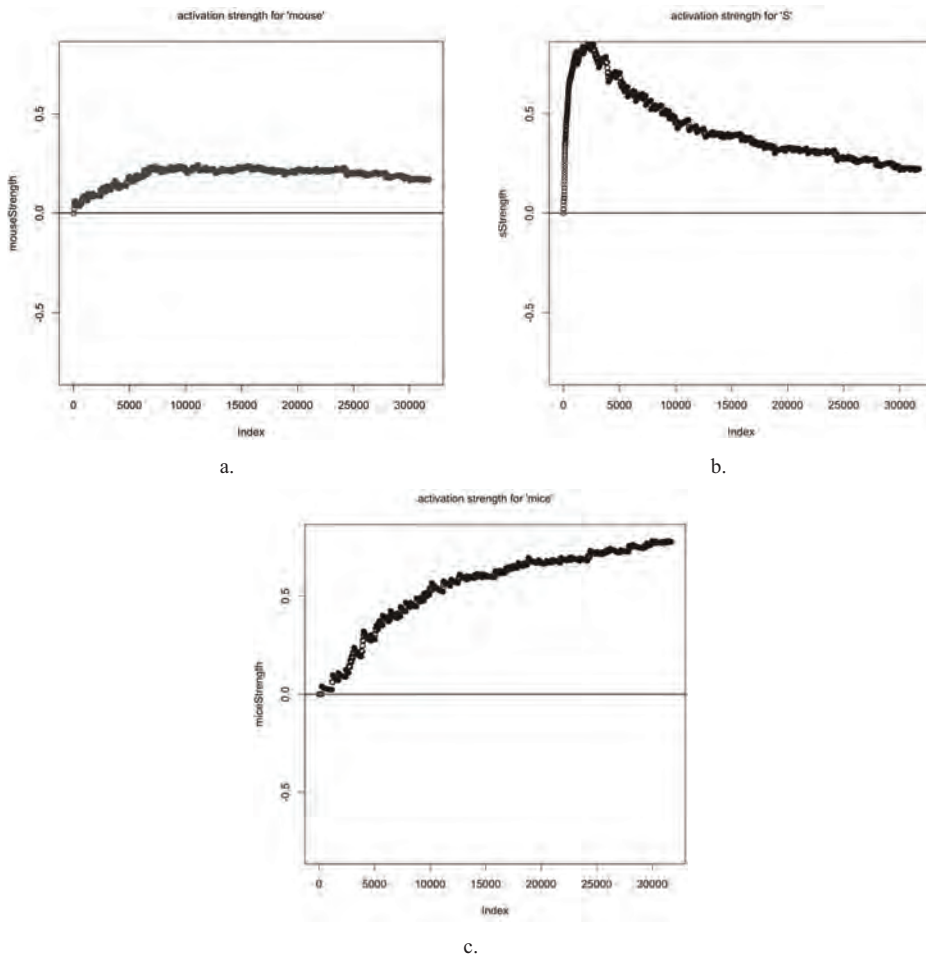 activation strength for 'mouse'
mouseStrength
0.5
0.0
-0.5
0 5000 10000 15000 20000 25000 30000
Index
a.
activation strength for 'S'
sStrength
0.5
0.0
-0.5
0 5000 10000 15000 20000 25000 30000
Index
b.
activation strength for 'mice'
miceStrength
0.5
0.0
-0.5
0 5000 10000 15000 20000 25000 30000
Index
c.